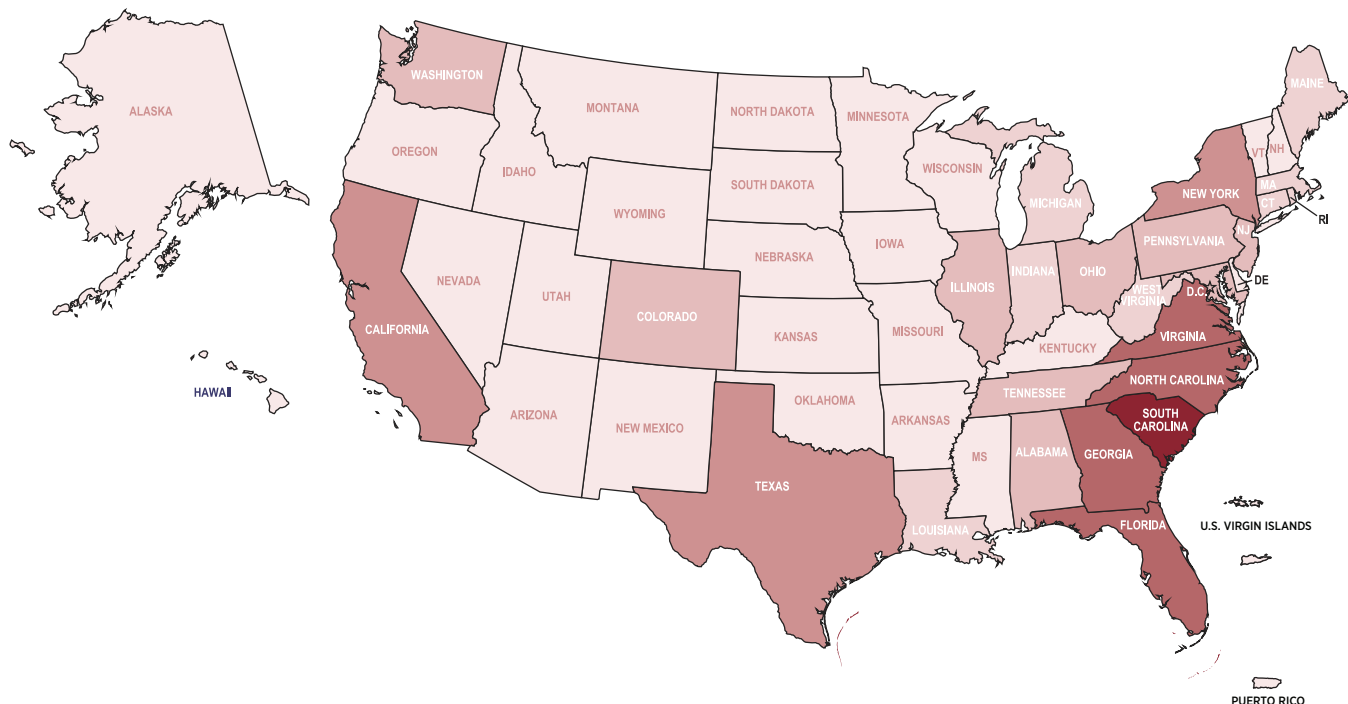 WASHINGTON
MAINE
ALASKA
MONTANA
NORTH DAKOTA
MINNESOTA
VT
NH
OREGON
IDAHO
WISCONSIN
SOUTH DAKOTA
MICHIGAN
MA
NEW YORK
CT
RI
WYOMING
NJ
PENNSYLVANIA
IOWA
NEBRASKA
OHIO
INDIANA
NEVADA
UTAH
ILLINOIS
DE
WEST
VIRGINIA
D.C.
COLORADO
CALIFORNIA
KANSAS
MISSOURI
VIRGINIA
KENTUCKY
NORTH CAROLINA
HAWAII
TENNESSEE
OKLAHOMA
ARIZONA
NEW MEXICO
ARKANSAS
SOUTH
CAROLINA
MS
ALABAMA
GEORGIA
TEXAS
FLORIDA
U.S. VIRGIN ISLANDS
LOUISIANA
PUERTO RICO